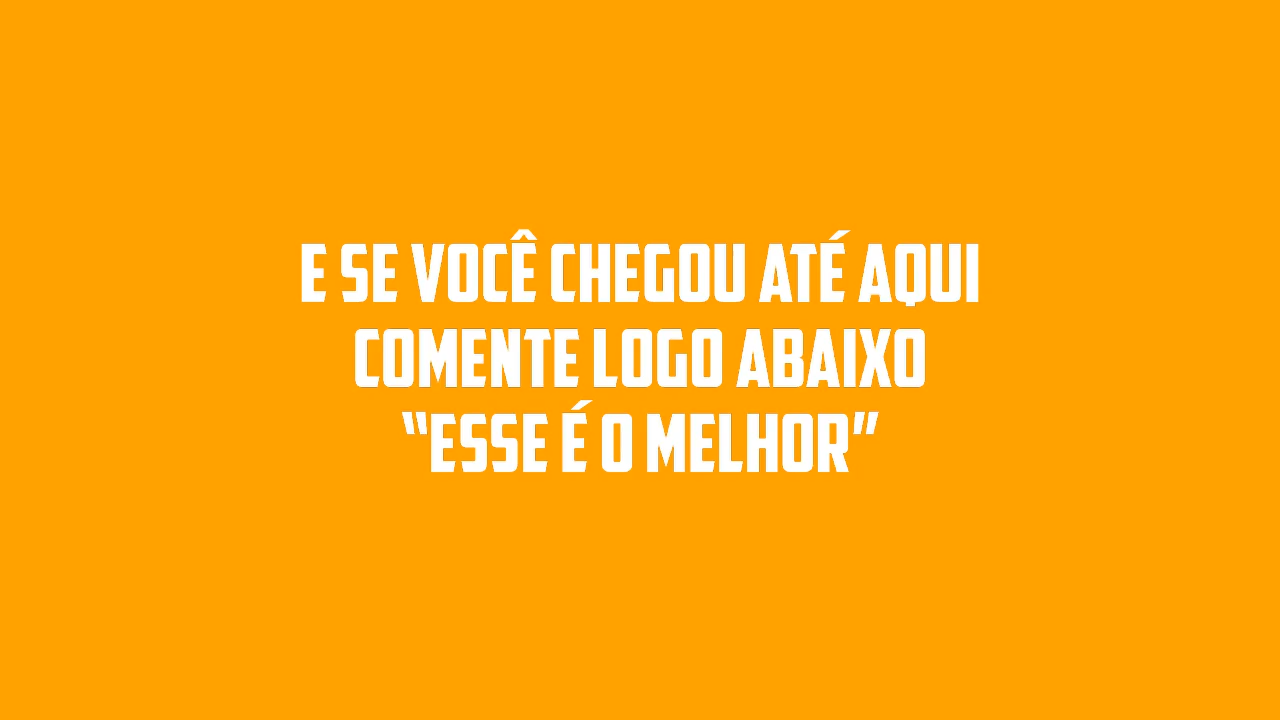 E SE VOCÊ CHEGOU ATÉ AQUI
COMENTE LOGO ABAIXO
“ESSE É O MELHOR”